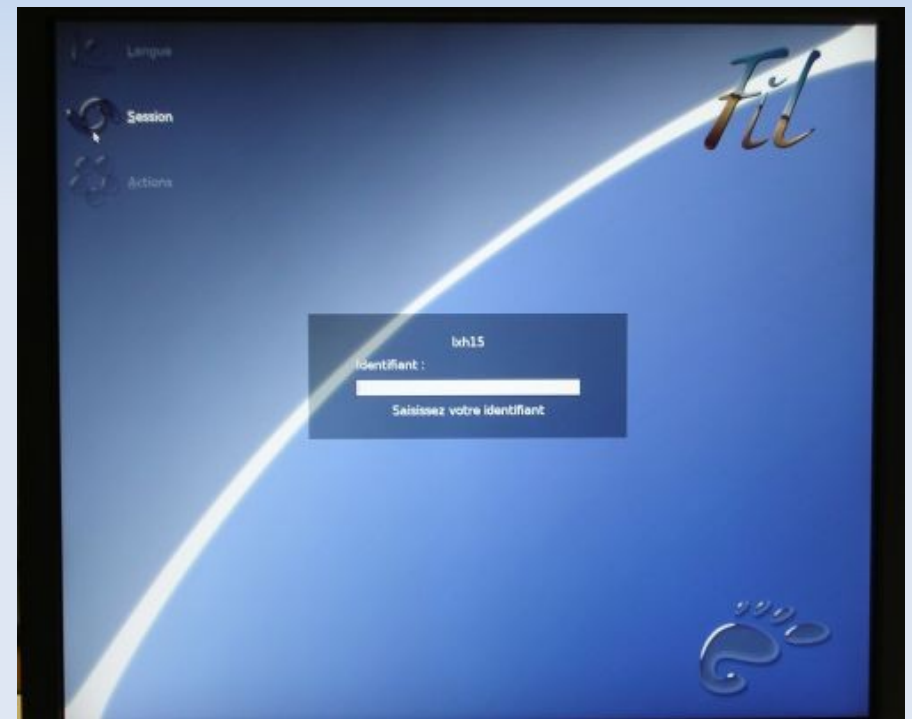 Langue
Session
Actions
Fil
lxh15
Identifiant :
Saisissez votre identifiant